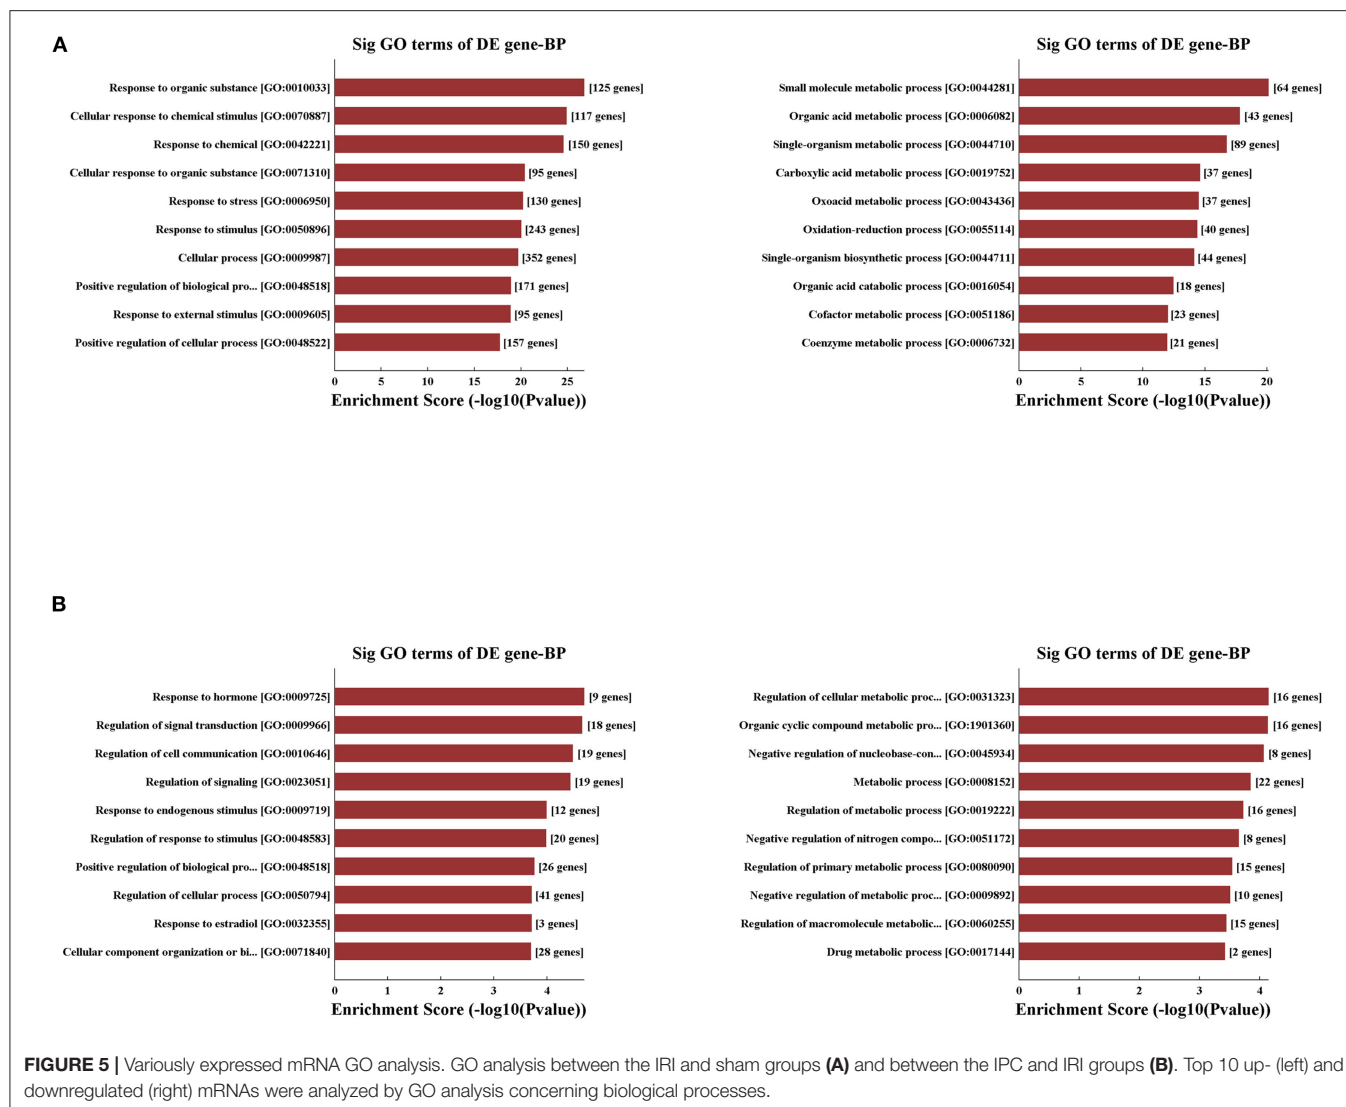 A
Sig GO terms of DE gene-BP
Response to organic substance [GO:0010033] [125 genes]
Cellular response to chemical stimulus [GO:0070887] [117 genes]
Response to chemical [GO:0042221] [150 genes]
Cellular response to organic substance [GO:0071310] [95 genes]
Response to stress [GO:0006950] [130 genes]
Response to stimulus [GO:0050896] [243 genes]
Cellular process [GO:0009987] [352 genes]
Positive regulation of biological pro... [GO:0048518] [171 genes]
Response to external stimulus [GO:0009605] [95 genes]
Positive regulation of cellular process [GO:0048522] [157 genes]
0 5 10 15 20 25
Enrichment Score (-log10(Pvalue))
Sig GO terms of DE gene-BP
Small molecule metabolic process [GO:0044281] [64 genes]
Organic acid metabolic process [GO:0006082] [43 genes]
Single-organism metabolic process [GO:0044710] [89 genes]
Carboxylic acid metabolic process [GO:0019752] [37 genes]
Oxoacid metabolic process [GO:0043436] [37 genes]
Oxidation-reduction process [GO:0055114] [40 genes]
Single-organism biosynthetic process [GO:0044711] [44 genes]
Organic acid catabolic process [GO:0016054] [18 genes]
Cofactor metabolic process [GO:0051186] [23 genes]
Coenzyme metabolic process [GO:0006732] [21 genes]
0 5 10 15 20
Enrichment Score (-log10(Pvalue))
B
Sig GO terms of DE gene-BP
Response to hormone [GO:0009725] [9 genes]
Regulation of signal transduction [GO:0009966] [18 genes]
Regulation of cell communication [GO:0010646] [19 genes]
Regulation of signaling [GO:0023051] [19 genes]
Response to endogenous stimulus [GO:0009719] [12 genes]
Regulation of response to stimulus [GO:0048583] [20 genes]
Positive regulation of biological pro... [GO:0048518] [26 genes]
Regulation of cellular process [GO:0050794] [41 genes]
Response to estradiol [GO:0032355] [3 genes]
Cellular component organization or bi... [GO:0071840] [28 genes]
0 1 2 3 4
Enrichment Score (-log10(Pvalue))
Sig GO terms of DE gene-BP
Regulation of cellular metabolic proc... [GO:0031323] [16 genes]
Organic cyclic compound metabolic pro... [GO:1901360] [16 genes]
Negative regulation of nucleobase-con... [GO:0045934] [8 genes]
Metabolic process [GO:0008152] [22 genes]
Regulation of metabolic process [GO:0019222] [16 genes]
Negative regulation of nitrogen compo... [GO:0051172] [8 genes]
Regulation of primary metabolic process [GO:0080090] [15 genes]
Negative regulation of metabolic proc... [GO:0009892] [10 genes]
Regulation of macromolecule metabolic... [GO:0060255] [15 genes]
Drug metabolic process [GO:0017144] [2 genes]
0 1 2 3 4
Enrichment Score (-log10(Pvalue))
FIGURE 5 | Variously expressed mRNA GO analysis. GO analysis between the IRI and sham groups (A) and between the IPC and IRI groups (B). Top 10 up- (left) and
downregulated (right) mRNAs were analyzed by GO analysis concerning biological processes.